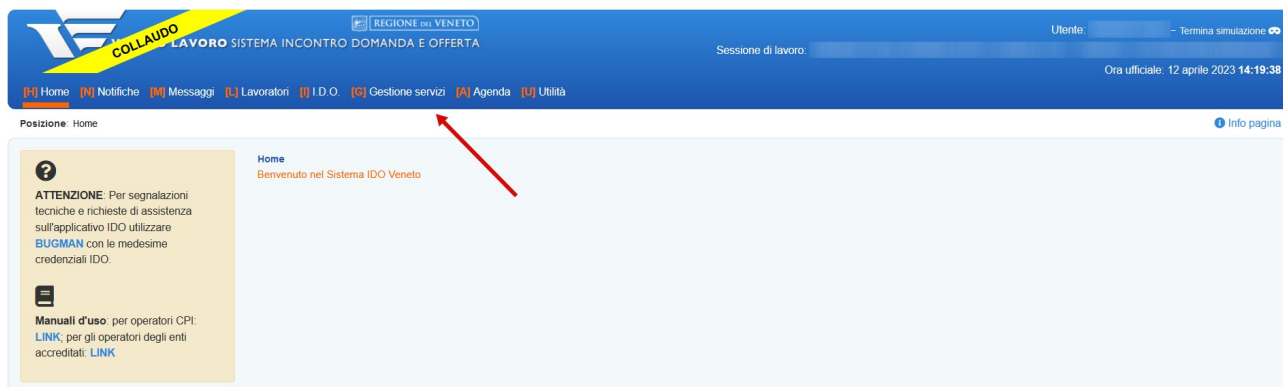 COLLAUDO
REGIONE DEL VENETO
LAVORO SISTEMA INCONTRO DOMANDA E OFFERTA
Utente: – Termina simulazione
Sessione di lavoro:
Ora ufficiale: 12 aprile 2023 14:19:38
[H] Home [N] Notifiche [M] Messaggi [L] Lavoratori [I] I.D.O. [G] Gestione servizi [A] Agenda [U] Utilità
Posizione: Home
Info pagina
ATTENZIONE: Per segnalazioni
tecniche e richieste di assistenza
sull'applicativo IDO utilizzare
BUGMAN con le medesime
credenziali IDO.
Manuali d'uso: per operatori CPI:
LINK; per gli operatori degli enti
accreditati: LINK
Home
Benvenuto nel Sistema IDO Veneto